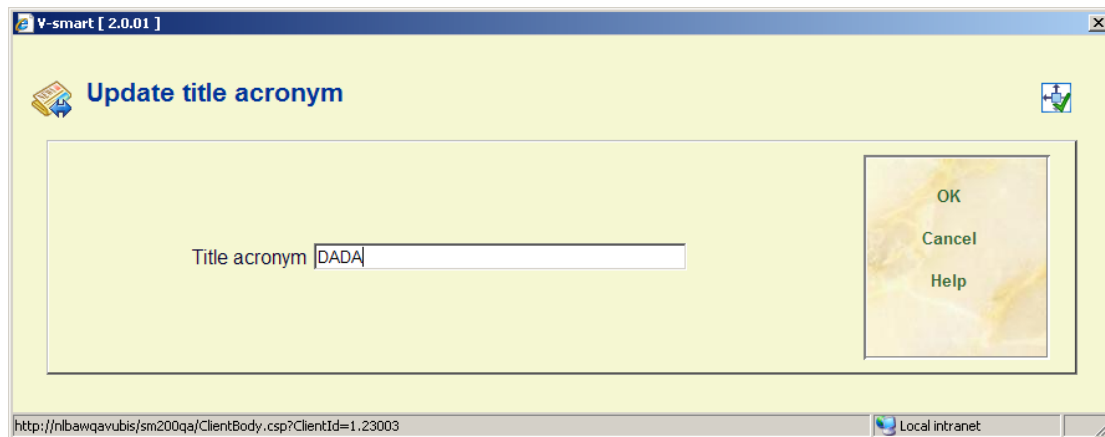 V-smart [ 2.0.01 ]
Update title acronym
Title acronym DADA
OK
Cancel
Help
http://nlbawqavubis/sm200qa/ClientBody.csp?ClientId=1.23003
Local intranet